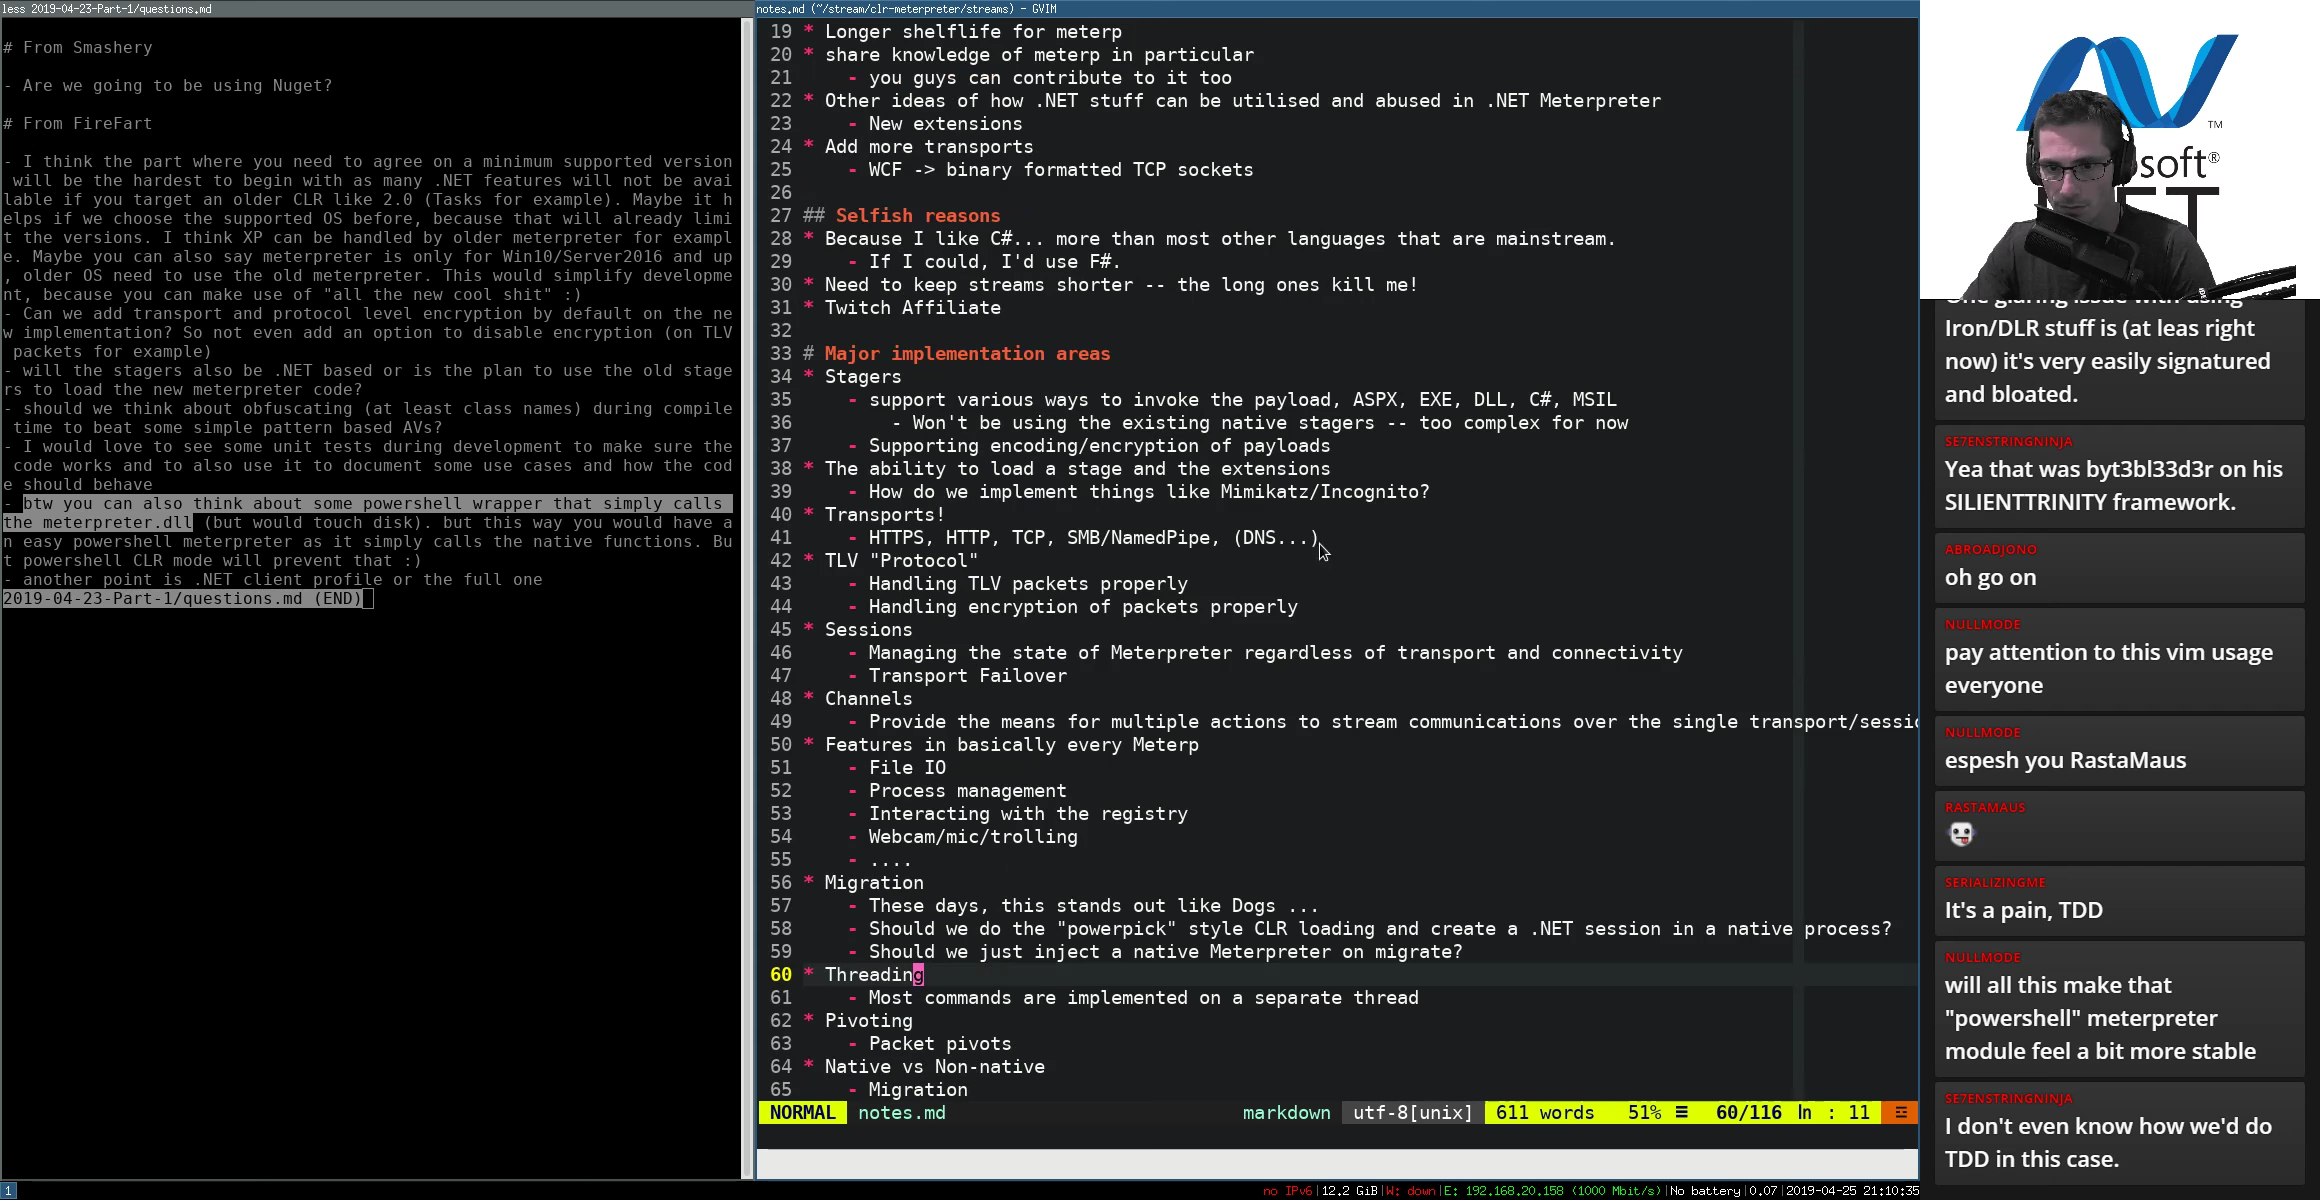 less 2019-04-23-Part-1/questions.md
# From Smashery
- Are we going to be using Nuget?
# From FireFart
- I think the part where you need to agree on a minimum supported version
 will be the hardest to begin with as many .NET features will not be avai
lable if you target an older CLR like 2.0 (Tasks for example). Maybe it h
elps if we choose the supported OS before, because that will already limi
t the versions. I think XP can be handled by older meterpreter for exampl
e. Maybe you can also say meterpreter is only for Win10/Server2016 and up
, older OS need to use the old meterpreter. This would simplify developme
nt, because you can make use of "all the new cool shit" :)
- Can we add transport and protocol level encryption by default on the ne
w implementation? So not even add an option to disable encryption (on TLV
 packets for example)
- will the stagers also be .NET based or is the plan to use the old stage
rs to load the new meterpreter code?
- should we think about obfuscating (at least class names) during compile
 time to beat some simple pattern based AVs?
- I would love to see some unit tests during development to make sure the
 code works and to also use it to document some use cases and how the cod
e should behave
- btw you can also think about some powershell wrapper that simply calls
the meterpreter.dll (but would touch disk). but this way you would have a
n easy powershell meterpreter as it simply calls the native functions. Bu
t powershell CLR mode will prevent that :)
- another point is .NET client profile or the full one
2019-04-23-Part-1/questions.md (END)
notes.md (~/stream/clr-meterpreter/streams) - GVIM
19 * Longer shelflife for meterp
20 * share knowledge of meterp in particular
21     - you guys can contribute to it too
22 * Other ideas of how .NET stuff can be utilised and abused in .NET Meterpreter
23     - New extensions
24 * Add more transports
25     - WCF -> binary formatted TCP sockets
26
27 ## Selfish reasons
28 * Because I like C#... more than most other languages that are mainstream.
29     - If I could, I'd use F#.
30 * Need to keep streams shorter -- the long ones kill me!
31 * Twitch Affiliate
32
33 # Major implementation areas
34 * Stagers
35     - support various ways to invoke the payload, ASPX, EXE, DLL, C#, MSIL
36         - Won't be using the existing native stagers -- too complex for now
37     - Supporting encoding/encryption of payloads
38 * The ability to load a stage and the extensions
39     - How do we implement things like Mimikatz/Incognito?
40 * Transports!
41     - HTTPS, HTTP, TCP, SMB/NamedPipe, (DNS...)
42 * TLV "Protocol"
43     - Handling TLV packets properly
44     - Handling encryption of packets properly
45 * Sessions
46     - Managing the state of Meterpreter regardless of transport and connectivity
47     - Transport Failover
48 * Channels
49     - Provide the means for multiple actions to stream communications over the single transport/sessio
50 * Features in basically every Meterp
51     - File IO
52     - Process management
53     - Interacting with the registry
54     - Webcam/mic/trolling
55     - ....
56 * Migration
57     - These days, this stands out like Dogs ...
58     - Should we do the "powerpick" style CLR loading and create a .NET session in a native process?
59     - Should we just inject a native Meterpreter on migrate?
60 * Threading
61     - Most commands are implemented on a separate thread
62 * Pivoting
63     - Packet pivots
64 * Native vs Non-native
65     - Migration
NORMAL notes.md markdown utf-8[unix] 611 words 51% ≡ 60/116 ln : 11
TM
soft®
One glaring issue with using
Iron/DLR stuff is (at leas right
now) it's very easily signatured
and bloated.
SE7ENSTRINGNINJA
Yea that was byt3bl33d3r on his
SILIENTTRINITY framework.
ABROADJONO
oh go on
NULLMODE
pay attention to this vim usage
everyone
NULLMODE
espesh you RastaMaus
RASTAMAUS
SERIALIZINGME
It's a pain, TDD
NULLMODE
will all this make that
"powershell" meterpreter
module feel a bit more stable
SE7ENSTRINGNINJA
I don't even know how we'd do
TDD in this case.
1
no IPv6|12.2 GiB|W: down|E: 192.168.20.158 (1000 Mbit/s)|No battery|0.07|2019-04-25 21:10:35